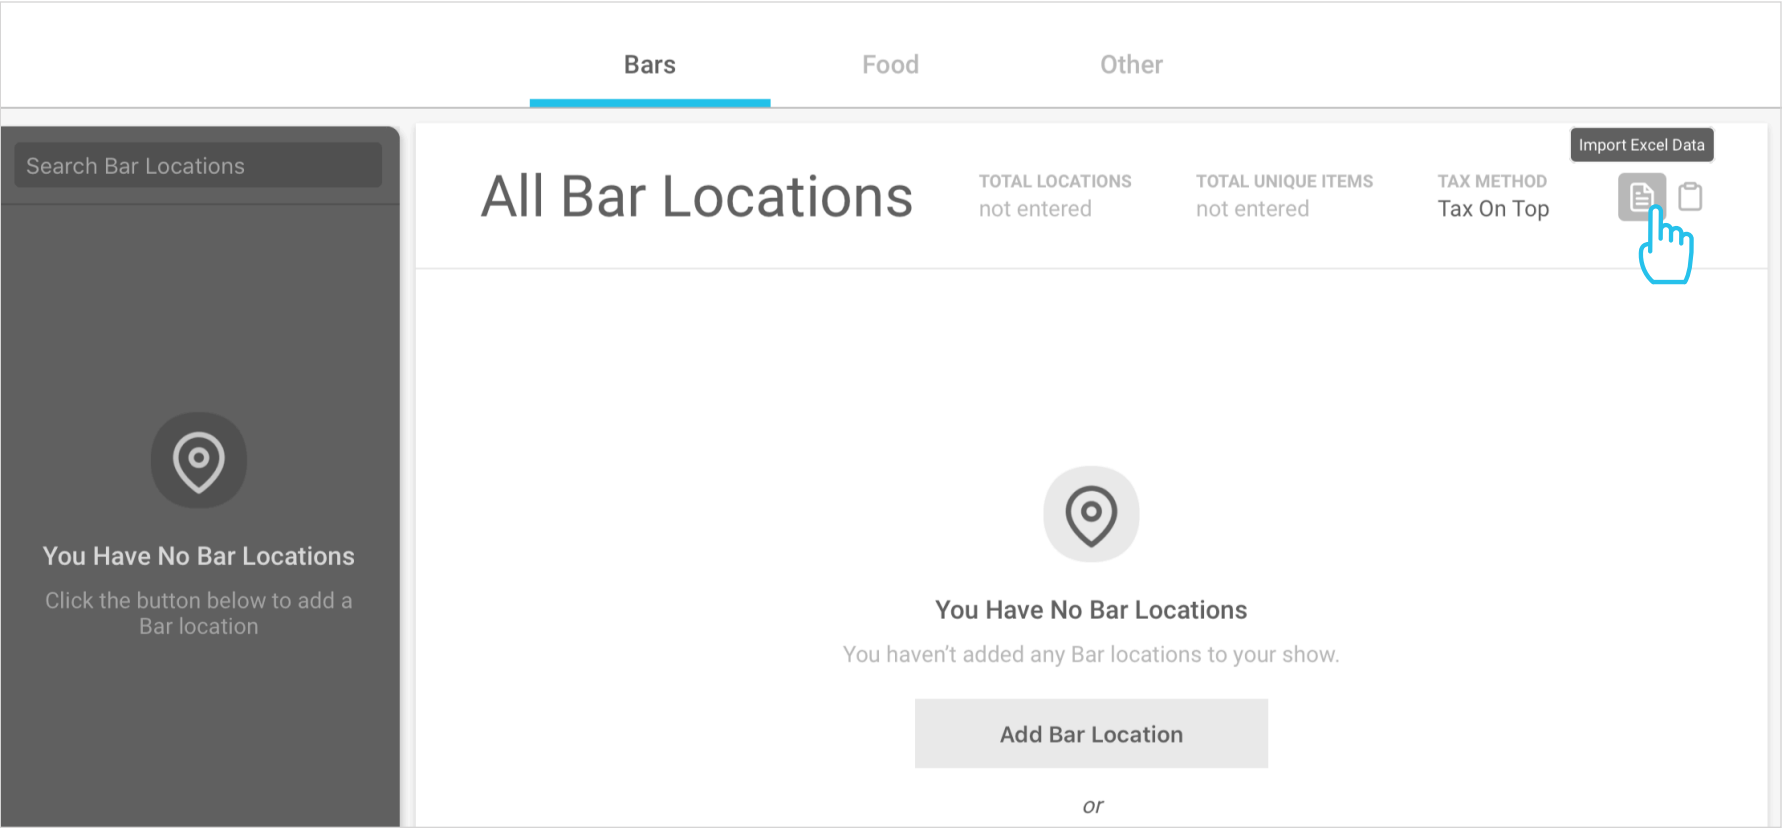 Bars
Food
Other
Search Bar Locations
You Have No Bar Locations
Click the button below to add a
Bar location
All Bar Locations
TOTAL LOCATIONS
not entered
TOTAL UNIQUE ITEMS
not entered
TAX METHOD
Tax On Top
Import Excel Data
You Have No Bar Locations
You haven’t added any Bar locations to your show.
Add Bar Location
or